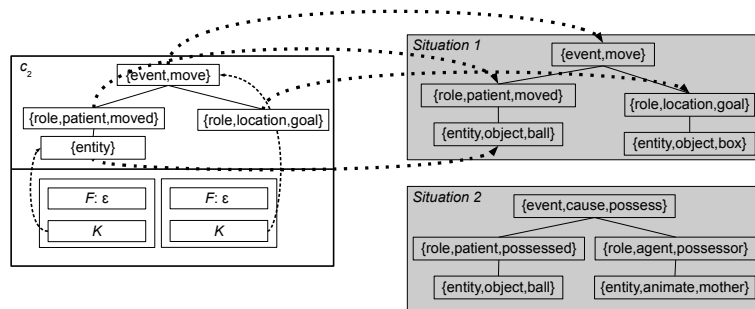 c₂
{event,move}
{role,patient,moved}
{role,location,goal}
{entity}
F: ε
F: ε
K
K
Situation 1
{event,move}
{role,patient,moved}
{role,location,goal}
{entity,object,ball}
{entity,object,box}
Situation 2
{event,cause,possess}
{role,patient,possessed}
{role,agent,possessor}
{entity,object,ball}
{entity,animate,mother}